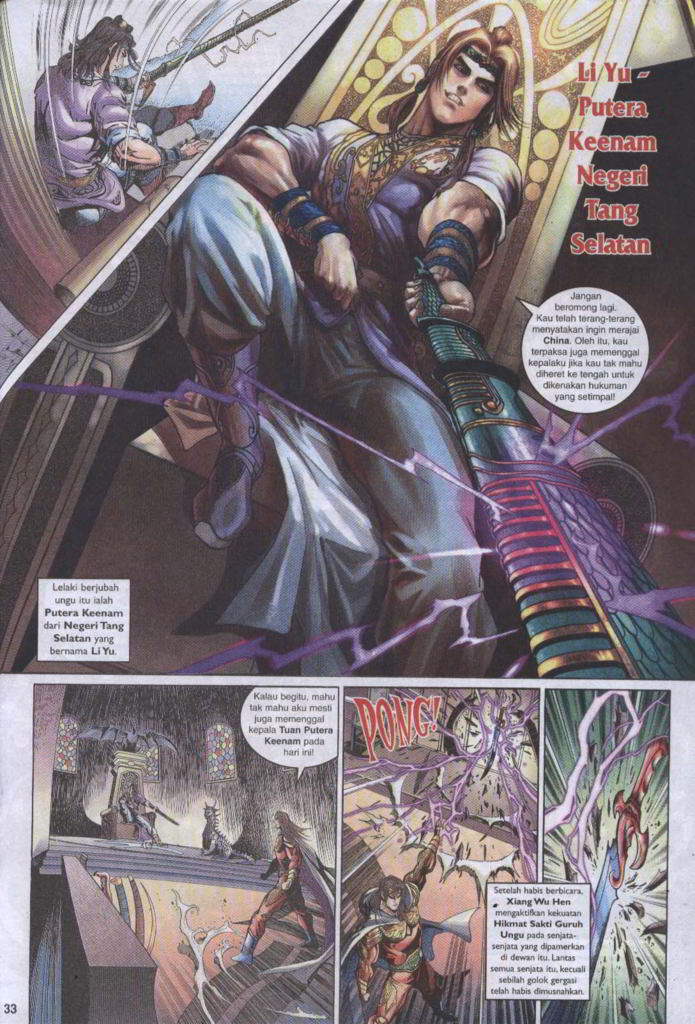 Li Yu -
Putera
Keenam
Negeri
Tang
Selatan
Jangan
beromong lagi.
Kau telah terang-terang
menyatakan ingin merajai
China. Oleh itu, kau
terpaksa juga memenggal
kepalaku jika kau tak mahu
diheret ke tengah untuk
dikenakan hukuman
yang setimpal!
Lelaki berjubah
ungu itu ialah
Putera Keenam
dari Negeri Tang
Selatan yang
bernama Li Yu.
Kalau begitu, mahu
tak mahu aku mesti
juga memenggal
kepala Tuan Putera
Keenam pada
hari ini!
PONG!
Setelah habis berbicara,
Xiang Wu Hen
mengaktifkan kekuatan
Hikmat Sakti Guruh
Ungu pada senjata-
senjata yang dipamerkan
di dewan itu. Lantas
semua senjata itu, kecuali
sebilah golok gergasi
telah habis dimusnahkan.
33